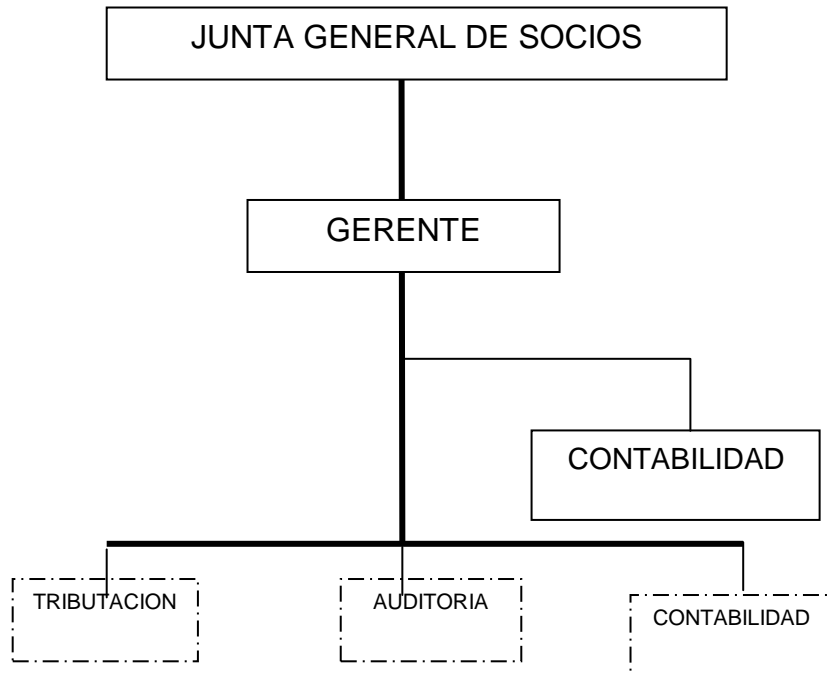 JUNTA GENERAL DE SOCIOS
GERENTE
CONTABILIDAD
TRIBUTACION
AUDITORIA
CONTABILIDAD